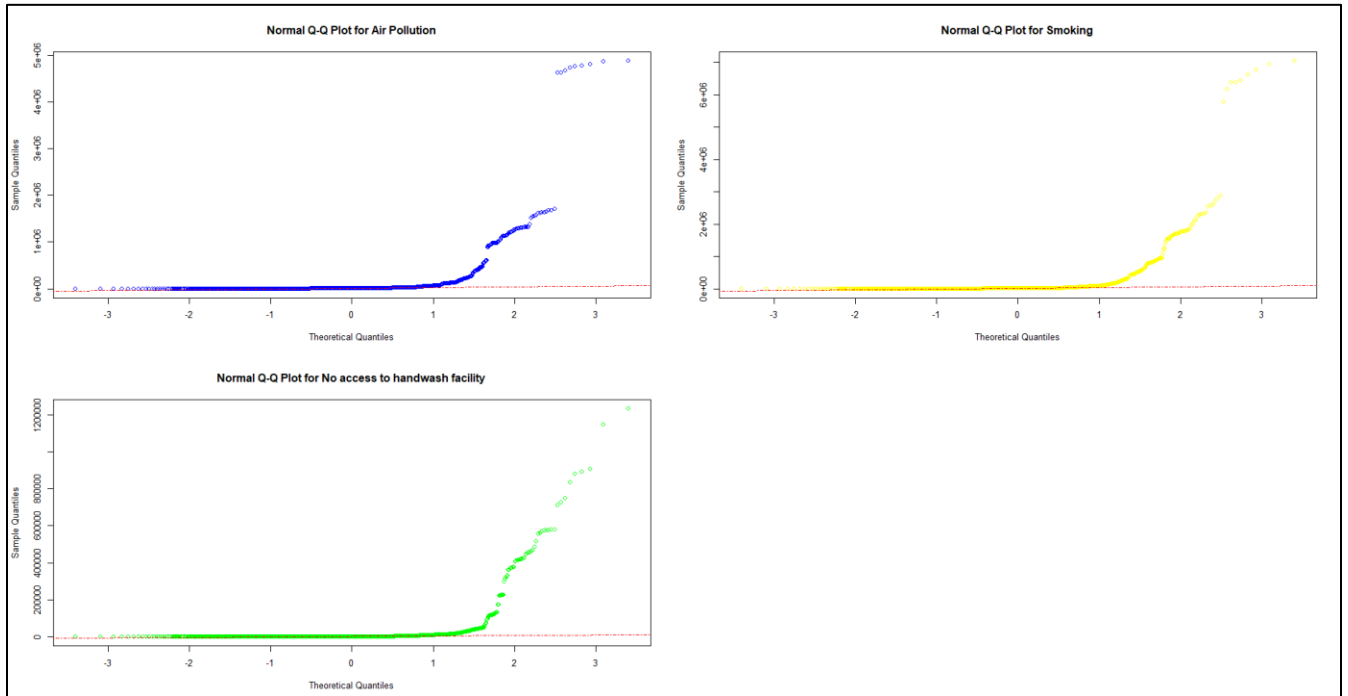 Normal Q-Q Plot for Air Pollution
Sample Quantiles
0e+00 1e+06 2e+06 3e+06 4e+06 5e+06
-3 -2 -1 0 1 2 3
Theoretical Quantiles
Normal Q-Q Plot for Smoking
Sample Quantiles
0e+00 2e+06 4e+06 6e+06
-3 -2 -1 0 1 2 3
Theoretical Quantiles
Normal Q-Q Plot for No access to handwash facility
Sample Quantiles
0 200000 400000 600000 800000 1200000
-3 -2 -1 0 1 2 3
Theoretical Quantiles